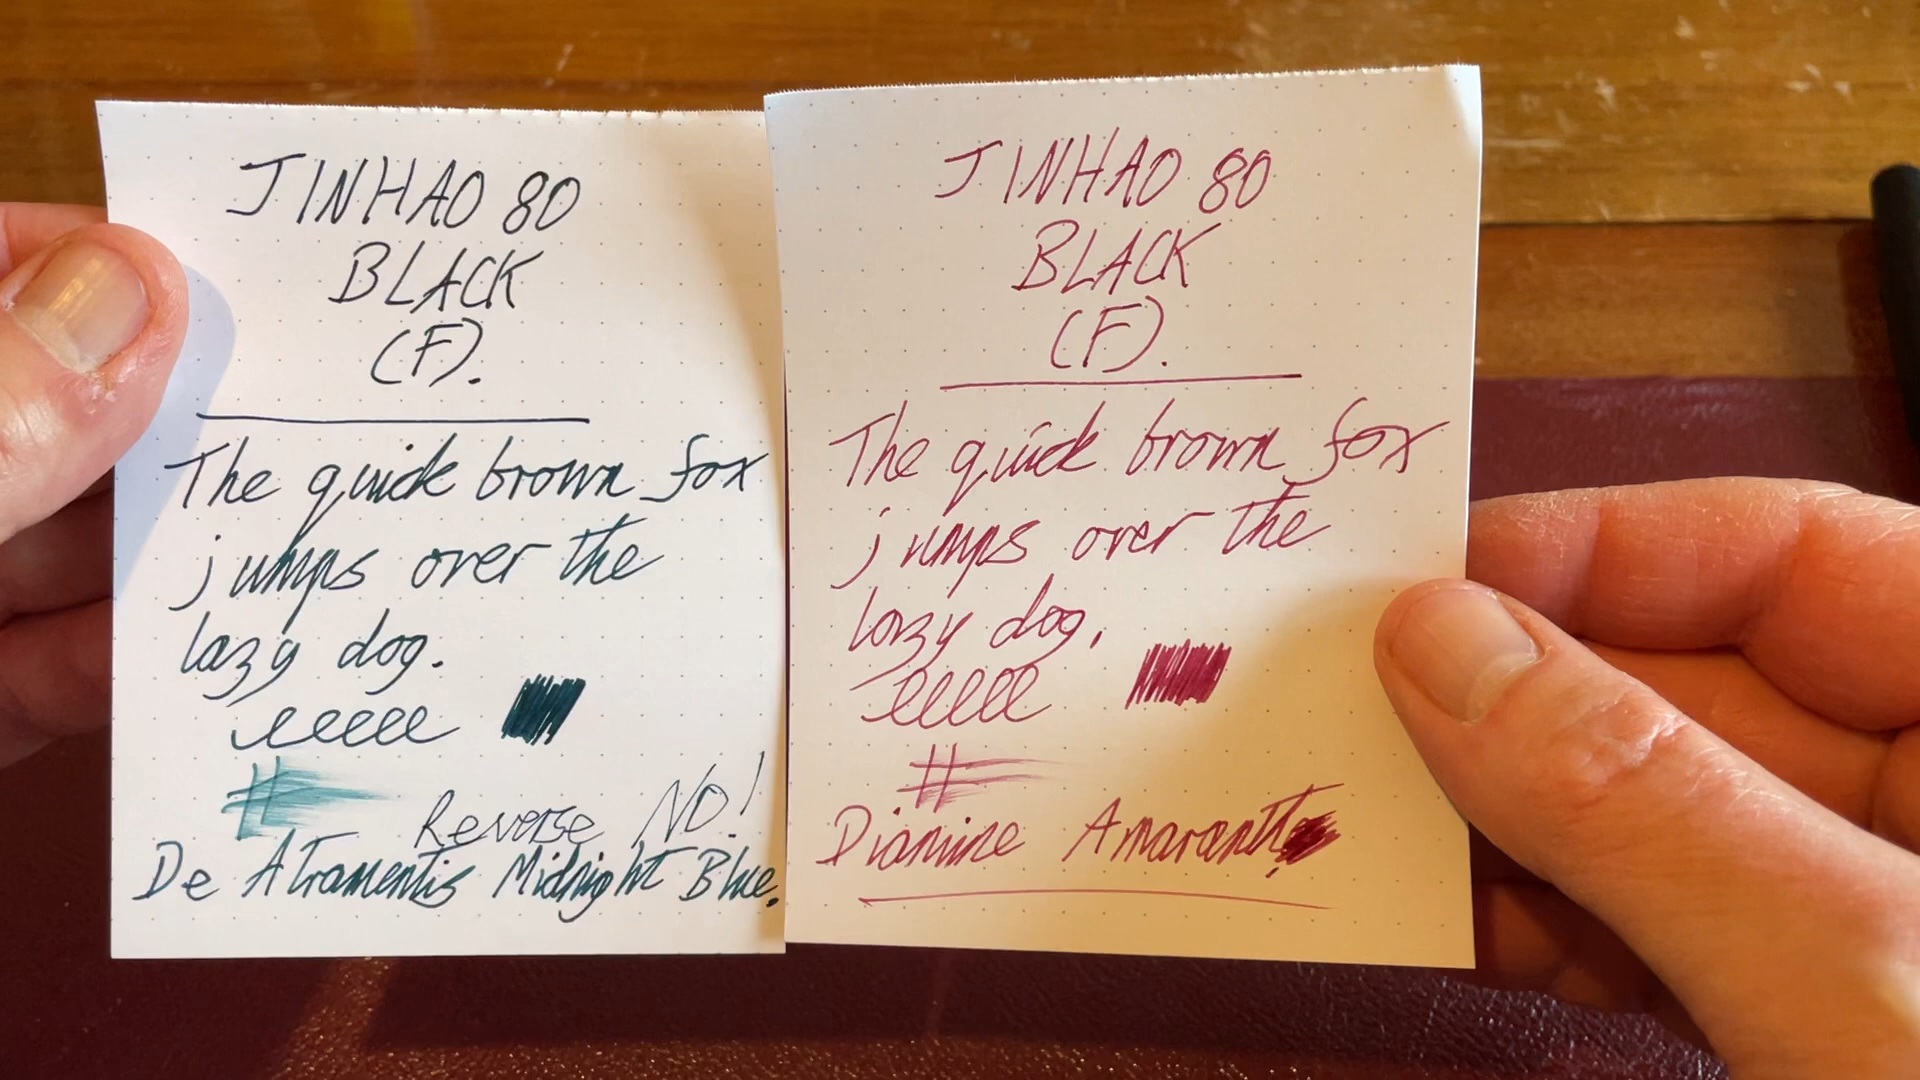 JINHAO 80
BLACK
(F).
The quick brown fox
jumps over the
lazy dog.
eeeee
#
Reverse NO!
De Atramentis Midnight Blue.
JINHAO 80
BLACK
(F).
The quick brown fox
jumps over the
lazy dog.
eeeee
#
Diamine Amaranth